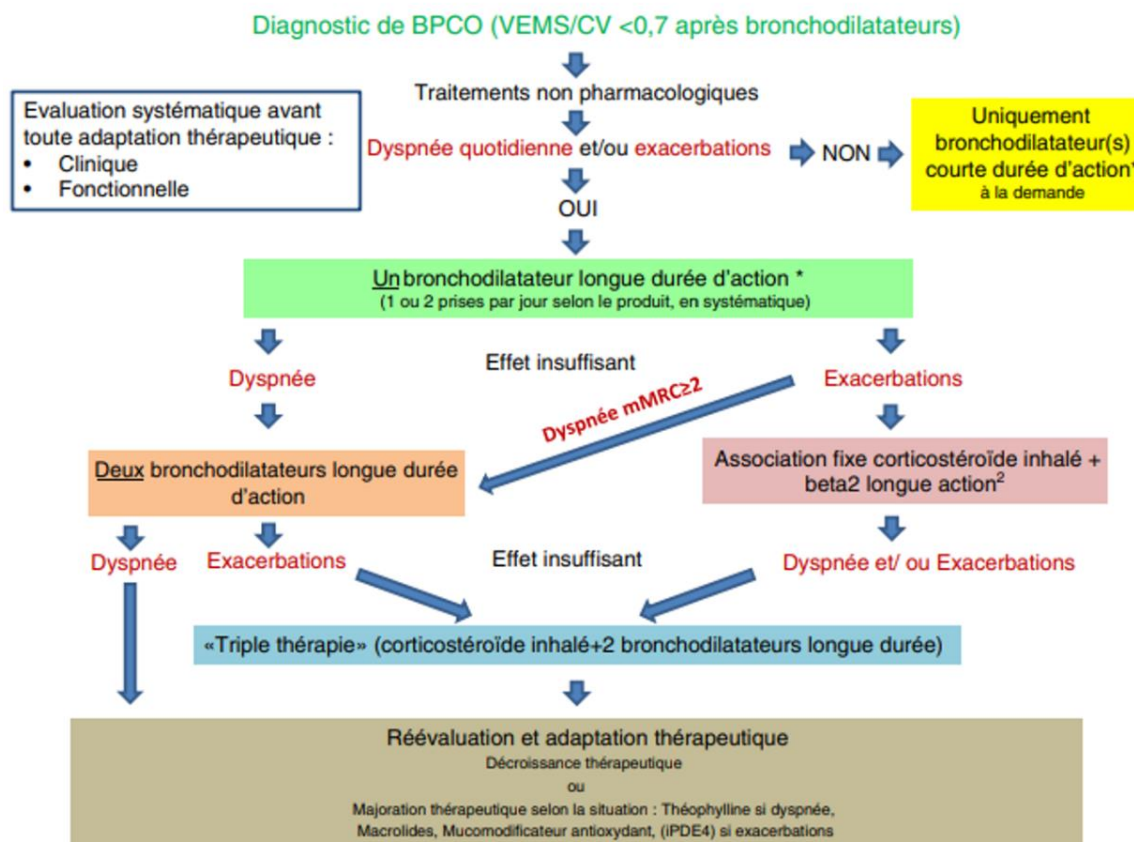 Diagnostic de BPCO (VEMS/CV <0,7 après bronchodilatateurs)
Traitements non pharmacologiques
Evaluation systématique avant
toute adaptation thérapeutique :
• Clinique
• Fonctionnelle
Dyspnée quotidienne et/ou exacerbations
NON
Uniquement
bronchodilatateur(s)
courte durée d'action*
à la demande
OUI
Un bronchodilatateur longue durée d'action *
(1 ou 2 prises par jour selon le produit, en systématique)
Effet insuffisant
Dyspnée
Exacerbations
Dyspnée mMRC≥2
Deux bronchodilatateurs longue durée
d'action
Association fixe corticostéroïde inhalé +
beta2 longue action²
Dyspnée
Exacerbations
Effet insuffisant
Dyspnée et/ ou Exacerbations
«Triple thérapie» (corticostéroïde inhalé+2 bronchodilatateurs longue durée)
Réévaluation et adaptation thérapeutique
Décroissance thérapeutique
ou
Majoration thérapeutique selon la situation : Théophylline si dyspnée,
Macrolides, Mucomodificateur antioxydant, (iPDE4) si exacerbations